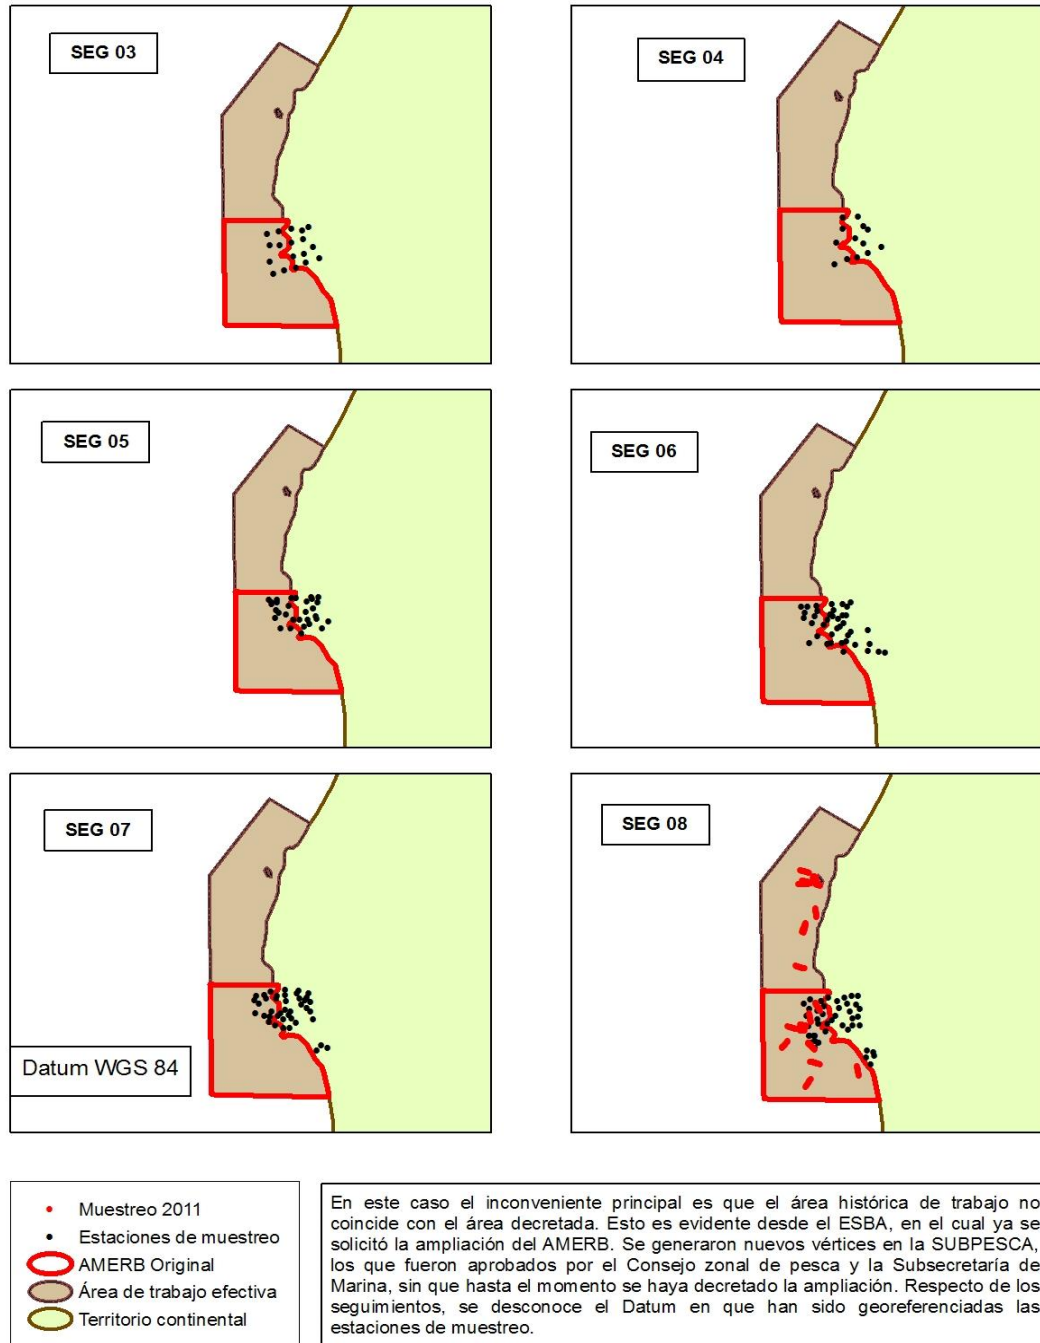 SEG 03
SEG 04
SEG 05
SEG 06
SEG 07
SEG 08
Datum WGS 84
Muestreo 2011
Estaciones de muestreo
AMERB Original
Área de trabajo efectiva
Territorio continental
En este caso el inconveniente principal es que el área histórica de trabajo no
coincide con el área decretada. Esto es evidente desde el ESBA, en el cual ya se
solicitó la ampliación del AMERB. Se generaron nuevos vértices en la SUBPESCA,
los que fueron aprobados por el Consejo zonal de pesca y la Subsecretaría de
Marina, sin que hasta el momento se haya decretado la ampliación. Respecto de los
seguimientos, se desconoce el Datum en que han sido georeferenciadas las
estaciones de muestreo.